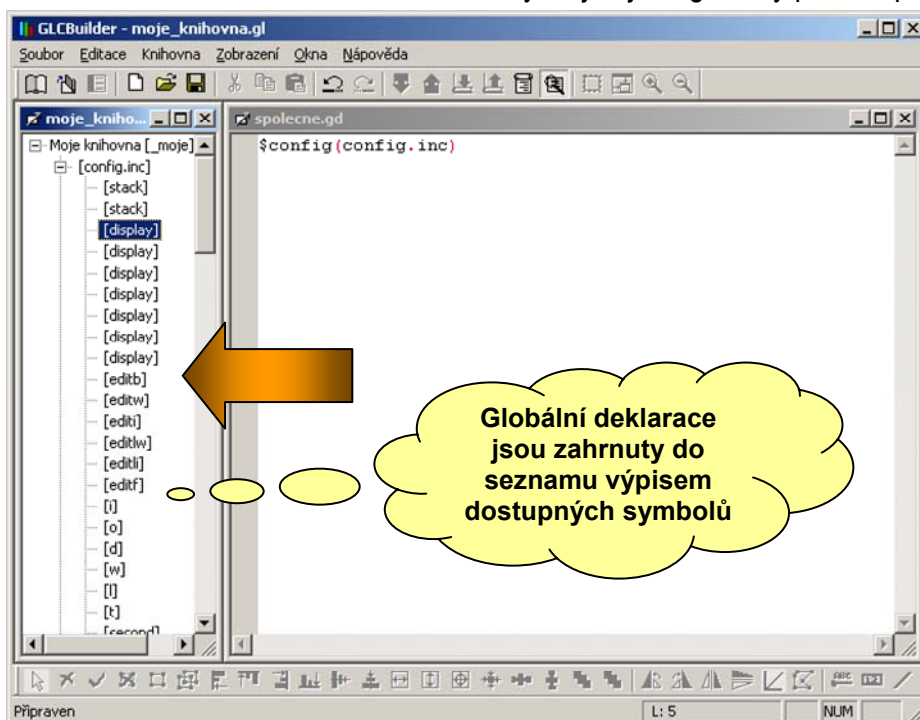 GLCBuilder - moje_knihovna.gl
Soubor Editace Knihovna Zobrazení Okna Nápověda
moje_kniho...
spolecne.gd
Moje knihovna [_moje]
[config.inc]
[stack]
[stack]
[display]
[display]
[display]
[display]
[display]
[display]
[display]
[editb]
[editw]
[editi]
[editlw]
[editli]
[editf]
[i]
[o]
[d]
[w]
[l]
[t]
[second]
$config(config.inc)
Globální deklarace
jsou zahrnuty do
seznamu výpisem
dostupných symbolů
Připraven
L: 5
NUM